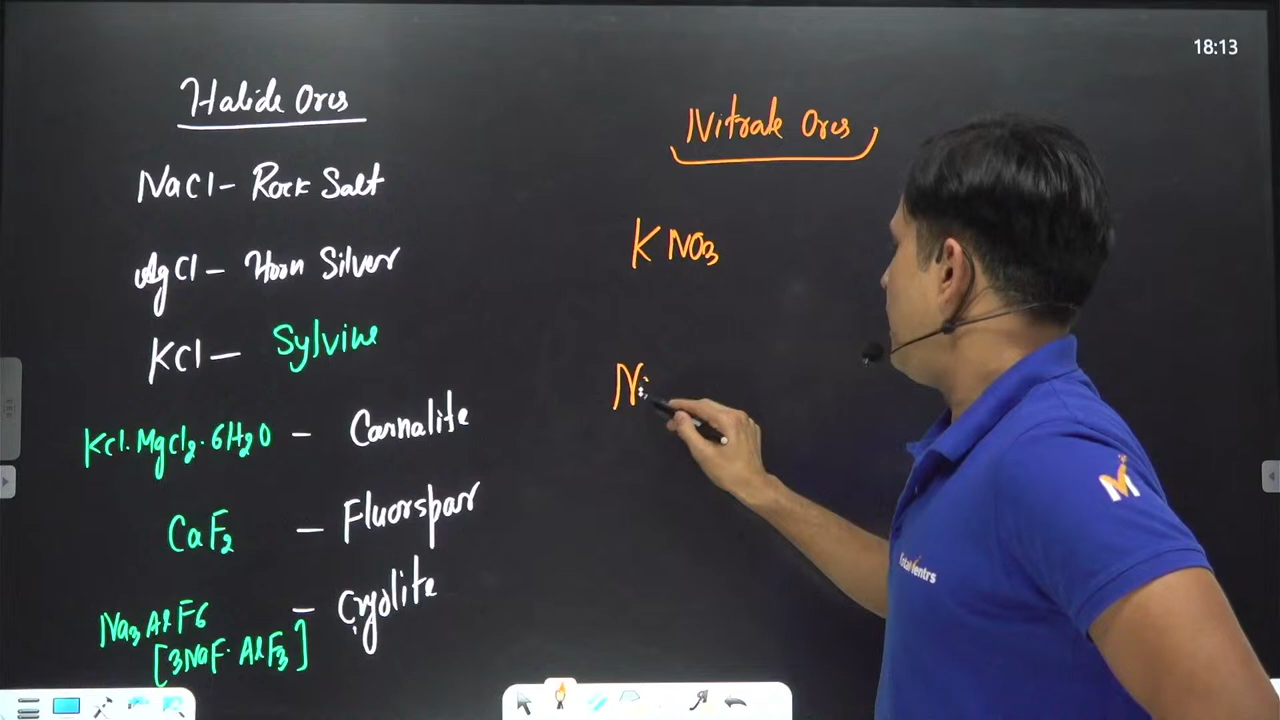 18:13
Halide Ores
NaCl - Rock Salt
AgCl - Horn Silver
KCl - Sylvine
KCl.MgCl2.6H2O - Carnalite
CaF2 - Fluorspar
Na3AlF6 - Cryolite
[3NaF.AlF3]
Nitrate Ores
KNO3
Na